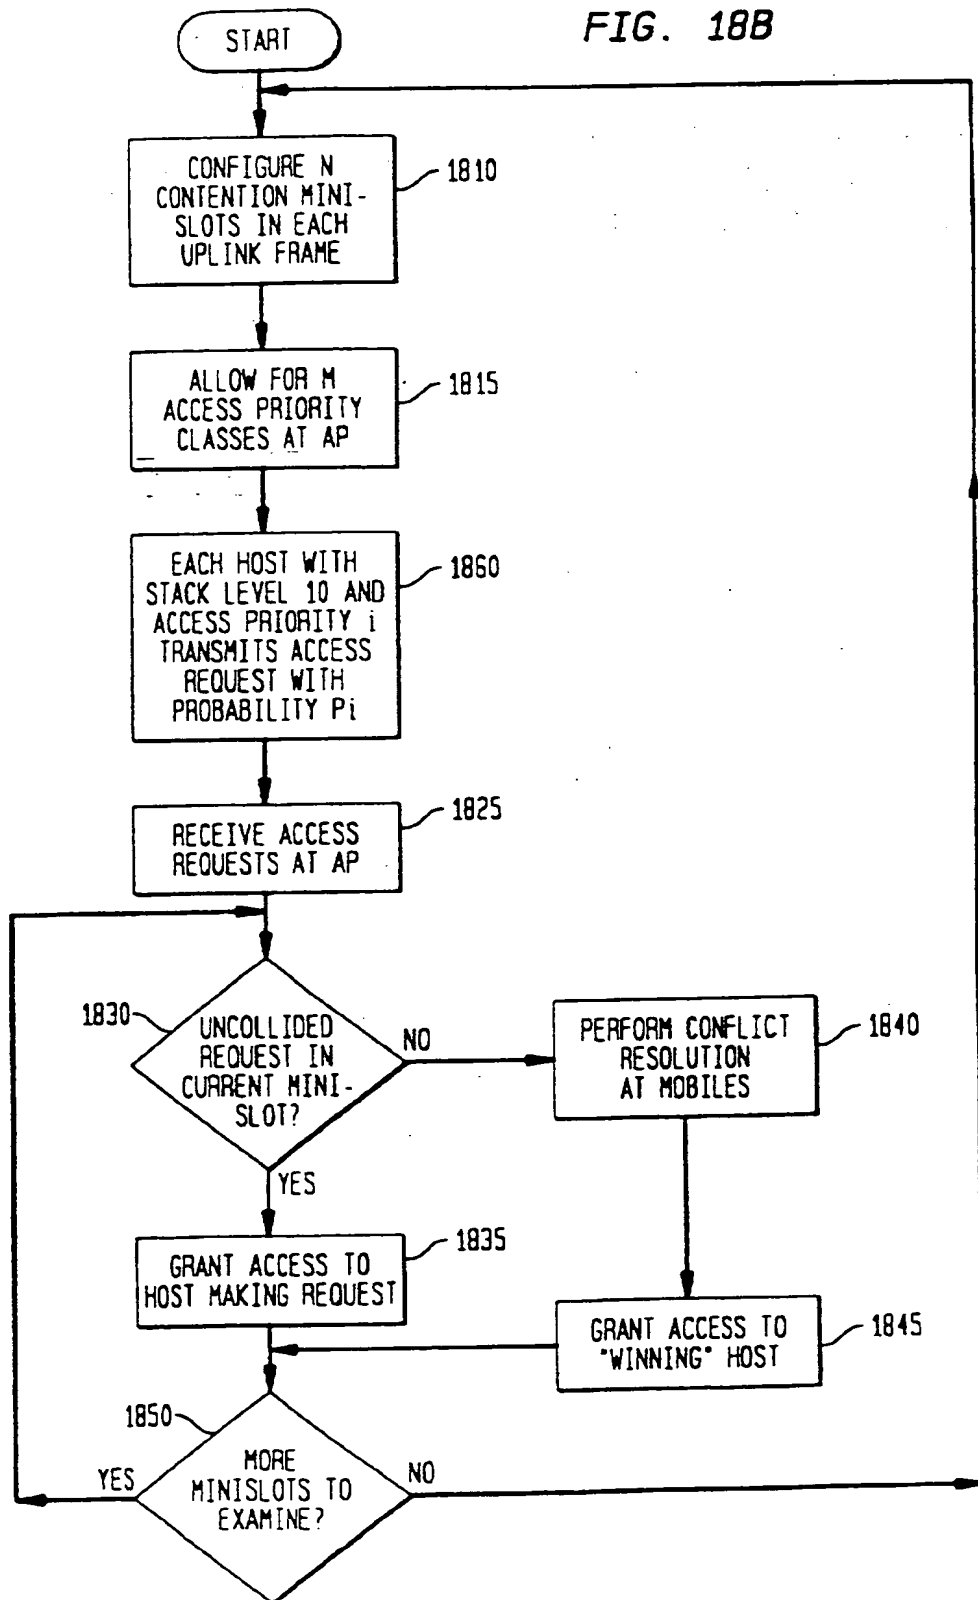 FIG. 18B
START
CONFIGURE N
CONTENTION MINI-
SLOTS IN EACH
UPLINK FRAME
1810
ALLOW FOR M
ACCESS PRIORITY
CLASSES AT AP
1815
EACH HOST WITH
STACK LEVEL 10 AND
ACCESS PRIORITY i
TRANSMITS ACCESS
REQUEST WITH
PROBABILITY Pi
1860
RECEIVE ACCESS
REQUESTS AT AP
1825
1830
UNCOLLIDED
REQUEST IN
CURRENT MINI-
SLOT?
NO
YES
PERFORM CONFLICT
RESOLUTION
AT MOBILES
1840
GRANT ACCESS TO
HOST MAKING REQUEST
1835
GRANT ACCESS TO
"WINNING" HOST
1845
1850
MORE
MINISLOTS TO
EXAMINE?
YES
NO